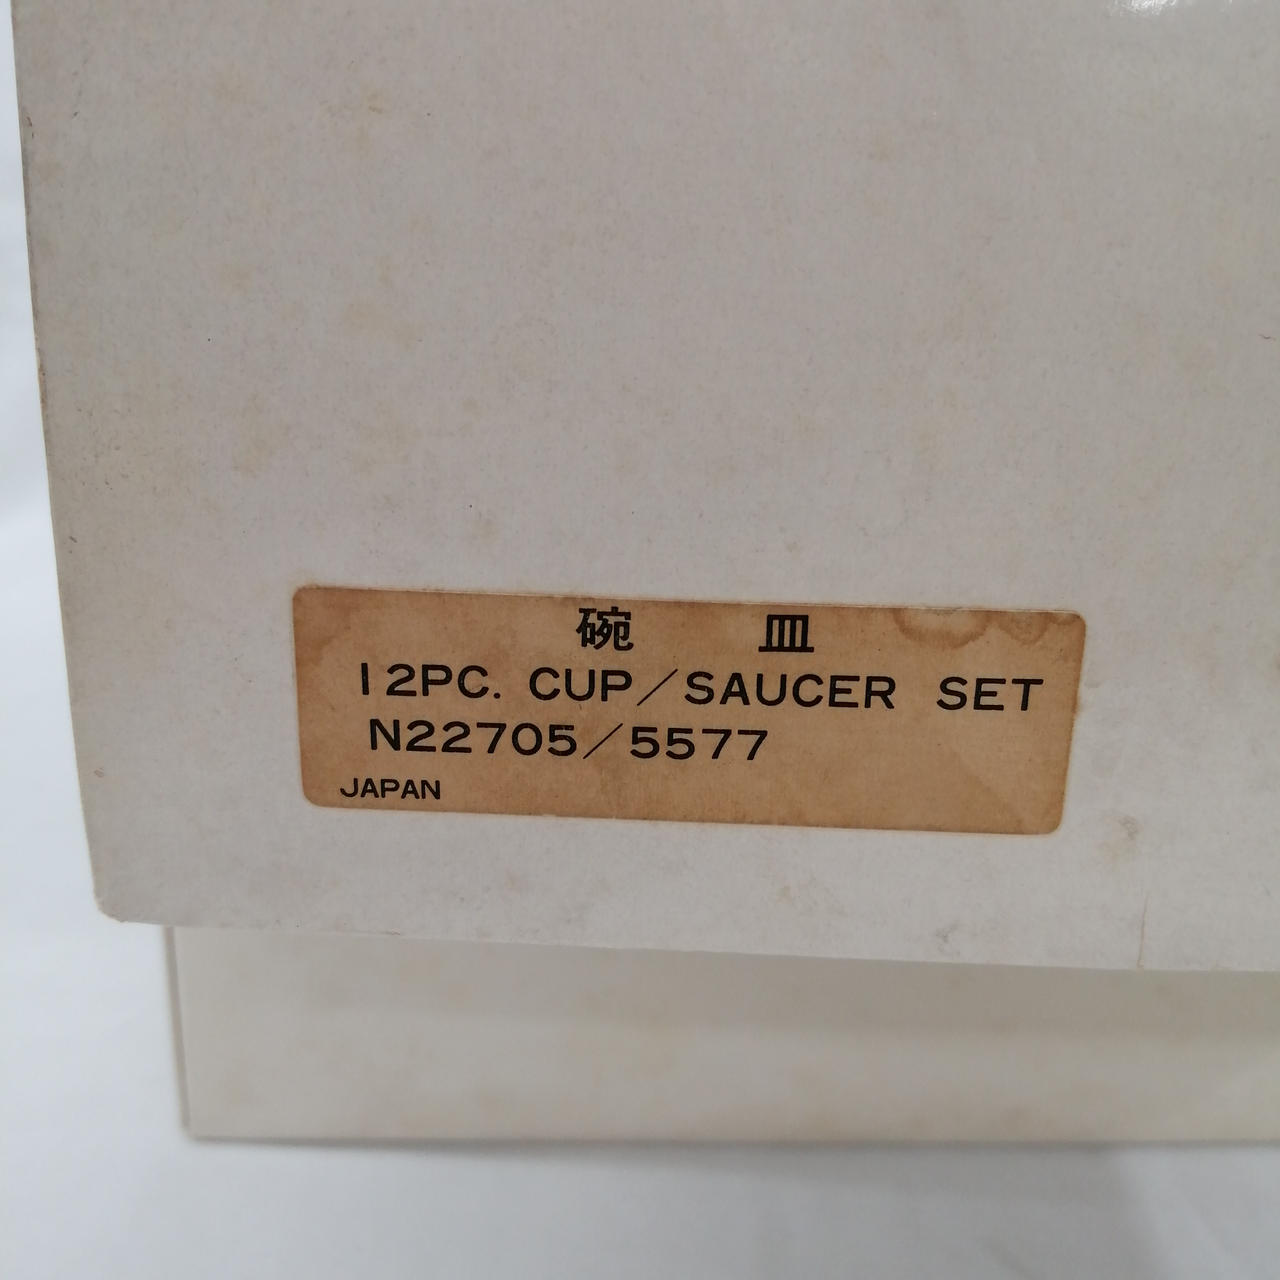 碗 皿
12PC. CUP/SAUCER SET
N22705/5577
JAPAN